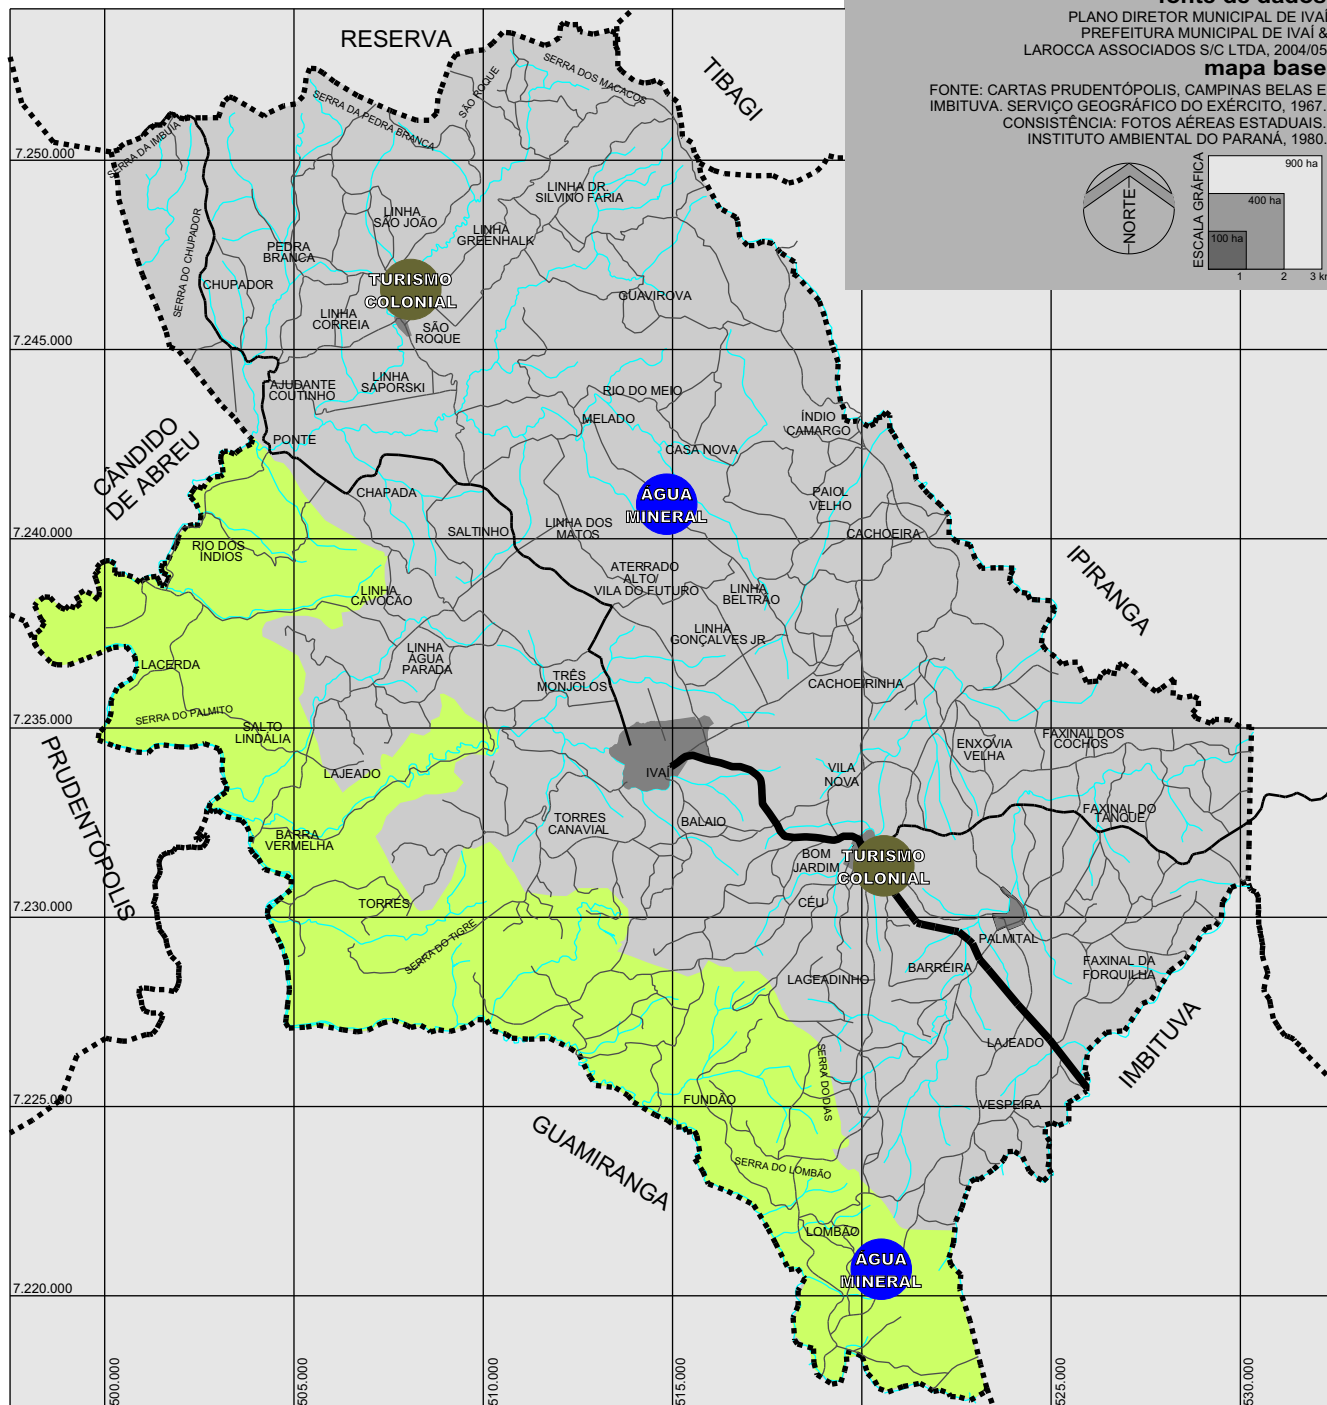 fonte de dados
PLANO DIRETOR MUNICIPAL DE IVAÍ
PREFEITURA MUNICIPAL DE IVAÍ &
LAROCCA ASSOCIADOS S/C LTDA, 2004/05
mapa base
FONTE: CARTAS PRUDENTÓPOLIS, CAMPINAS BELAS E
IMBITUVA. SERVIÇO GEOGRÁFICO DO EXÉRCITO, 1967.
CONSISTÊNCIA: FOTOS AÉREAS ESTADUAIS.
INSTITUTO AMBIENTAL DO PARANÁ, 1980.
NORTE
ESCALA GRÁFICA
900 ha
400 ha
100 ha
1
2
3 km
RESERVA
TIBAGI
SERRA DOS MACACOS
SÃO ROQUE
SERRA DA PEDRA BRANCA
SERRA DA IMBUIA
7.250.000
LINHA DR.
SILVINO FARIA
LINHA
SÃO JOÃO
LINHA
GREENHALK
SERRA DO CHUPADOR
PEDRA
BRANCA
CHUPADOR
TURISMO
COLONIAL
GUAVIROVA
LINHA
CORREIA
SÃO
ROQUE
7.245.000
AJUDANTE
COUTINHO
LINHA
SAPORSKI
RIO DO MEIO
MELADO
ÍNDIO
CAMARGO
PONTE
CASA NOVA
CÂNDIDO
DE ABREU
CHAPADA
ÁGUA
MINERAL
PAIOL
VELHO
SALTINHO
LINHA DOS
MATOS
CACHOEIRA
7.240.000
RIO DOS
ÍNDIOS
IPIRANGA
ATERRADO
ALTO/
VILA DO FUTURO
LINHA
BELTRÃO
LINHA
CAVOCÃO
LINHA
GONÇALVES JR
LINHA
ÁGUA
PARADA
LACERDA
TRÊS
MONJOLOS
CACHOEIRINHA
SERRA DO PALMITO
7.235.000
SALTO
LINDÁLIA
FAXINAL DOS
COCHOS
ENXOVIA
VELHA
LAJEADO
IVAÍ
VILA
NOVA
PRUDENTÓPOLIS
FAXINAL DO
TANQUE
BARRA
VERMELHA
TORRES
CANAVIAL
BALAIO
BOM
JARDIM
TURISMO
COLONIAL
TORRES
CÉU
7.230.000
SERRA DO TIGRE
PALMITAL
BARREIRA
FAXINAL DA
FORQUILHA
LAGEADINHO
LAJEADO
IMBITUVA
SERRA DO DIAS
FUNDÃO
VESPEIRA
7.225.000
GUAMIRANGA
SERRA DO LOMBÃO
LOMBÃO
ÁGUA
MINERAL
7.220.000
500.000
505.000
510.000
515.000
525.000
530.000